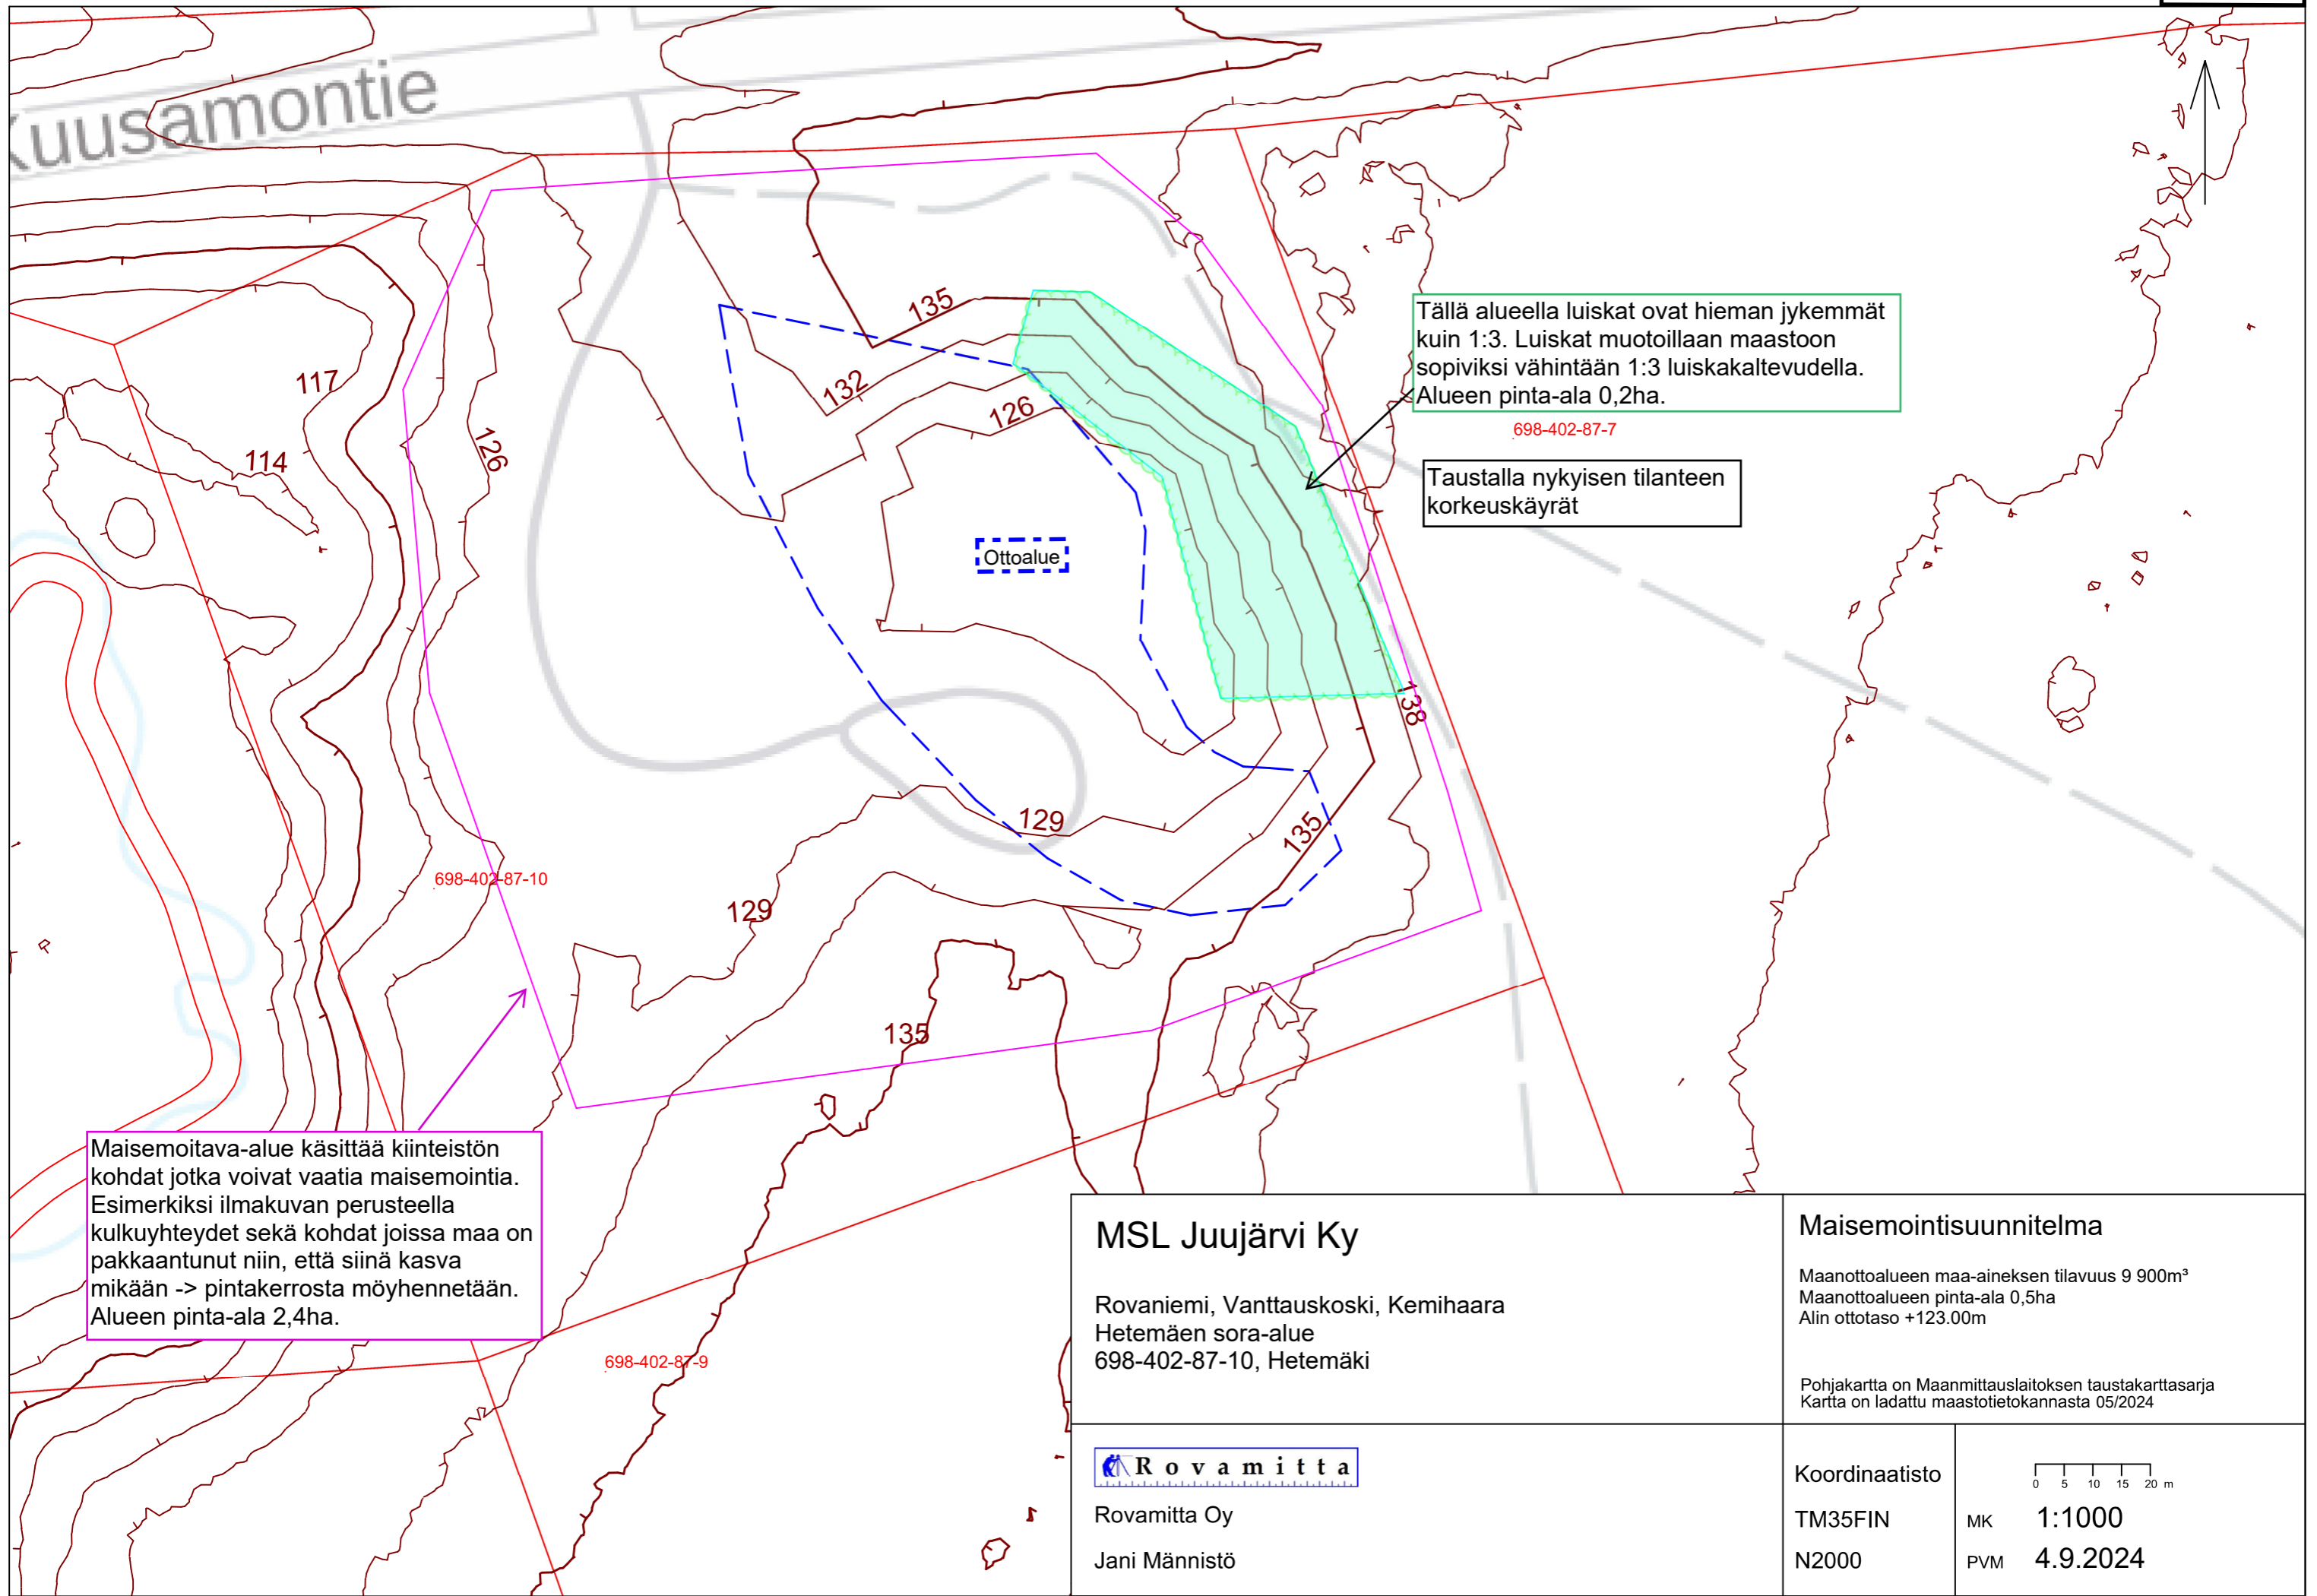 Kuusamontie
135
132
126
117
114
126
Tällä alueella luiskat ovat hieman jykemmät
kuin 1:3. Luiskat muotoillaan maastoon
sopiviksi vähintään 1:3 luiskakaltevudella.
Alueen pinta-ala 0,2ha.
698-402-87-7
Taustalla nykyisen tilanteen
korkeuskäyrät
Ottoalue
138
129
135
698-402-87-10
129
135
Maisemoitava-alue käsittää kiinteistön
kohdat jotka voivat vaatia maisemointia.
Esimerkiksi ilmakuvan perusteella
kulkuyhteydet sekä kohdat joissa maa on
pakkaantunut niin, että siinä kasva
mikään -> pintakerrosta möyhennetään.
Alueen pinta-ala 2,4ha.
698-402-87-9
MSL Juujärvi Ky
Rovaniemi, Vanttauskoski, Kemihaara
Hetemäen sora-alue
698-402-87-10, Hetemäki
Maisemointisuunnitelma
Maanottoalueen maa-aineksen tilavuus 9 900m³
Maanottoalueen pinta-ala 0,5ha
Alin ottotaso +123.00m
Pohjakartta on Maanmittauslaitoksen taustakarttasarja
Kartta on ladattu maastotietokannasta 05/2024
Rovamitta
Rovamitta Oy
Jani Männistö
Koordinaatisto
TM35FIN
N2000
0 5 10 15 20 m
MK 1:1000
PVM 4.9.2024